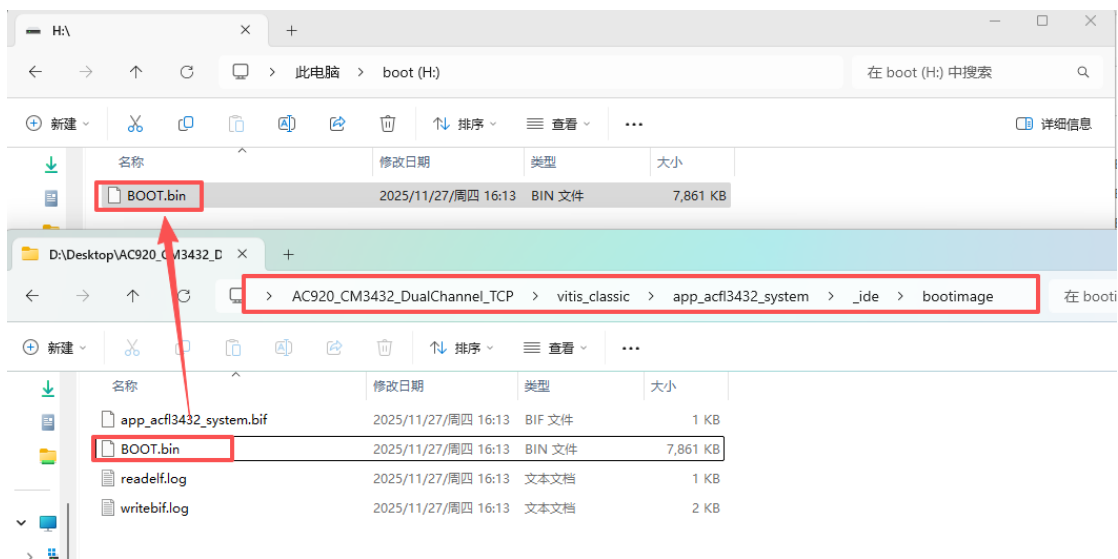 H:\
此电脑 > boot (H:)
在 boot (H:) 中搜索
新建 排序 查看 ... 详细信息
名称 修改日期 类型 大小
BOOT.bin 2025/11/27/周四 16:13 BIN 文件 7,861 KB
D:\Desktop\AC920_CM3432_D
> AC920_CM3432_DualChannel_TCP > vitis_classic > app_acfl3432_system > _ide > bootimage
在 booti
新建 排序 查看 ...
名称 修改日期 类型 大小
app_acfl3432_system.bif 2025/11/27/周四 16:13 BIF 文件 1 KB
BOOT.bin 2025/11/27/周四 16:13 BIN 文件 7,861 KB
readelf.log 2025/11/27/周四 16:13 文本文档 1 KB
writebif.log 2025/11/27/周四 16:13 文本文档 2 KB